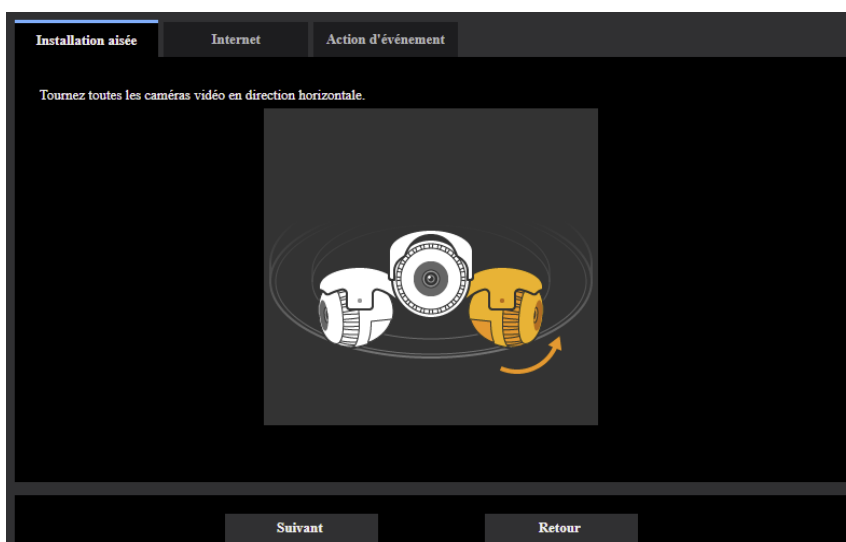 Installation aisée
Internet
Action d'événement
Tournez toutes les caméras vidéo en direction horizontale.
Suivant
Retour